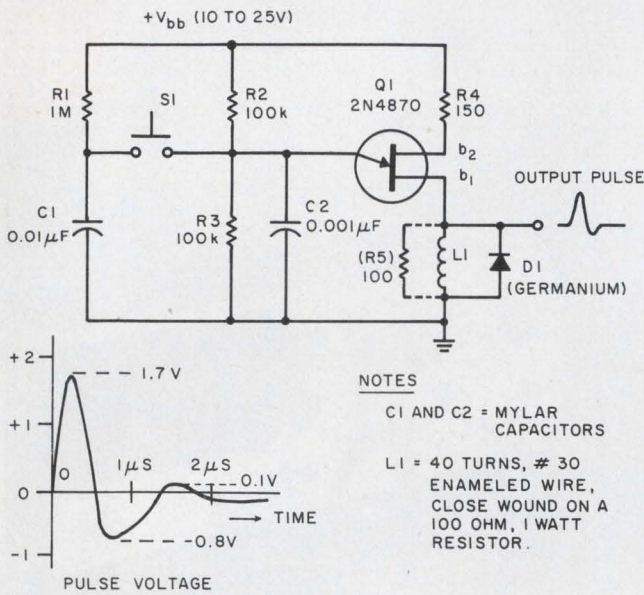 +Vbb (10 TO 25V)
R1
1M
S1
R2
100k
Q1
2N4870
R4
150
b2
b1
OUTPUT PULSE
C1
0.01µF
R3
100k
C2
0.001µF
(R5)
100
L1
D1
(GERMANIUM)
+2
1.7 V
+1
0
1µS
2µS
0
0.1V
→ TIME
-0.8V
-1
PULSE VOLTAGE
NOTES
C1 AND C2 = MYLAR
CAPACITORS
L1 = 40 TURNS, # 30
ENAMELED WIRE,
CLOSE WOUND ON A
100 OHM, 1 WATT
RESISTOR.